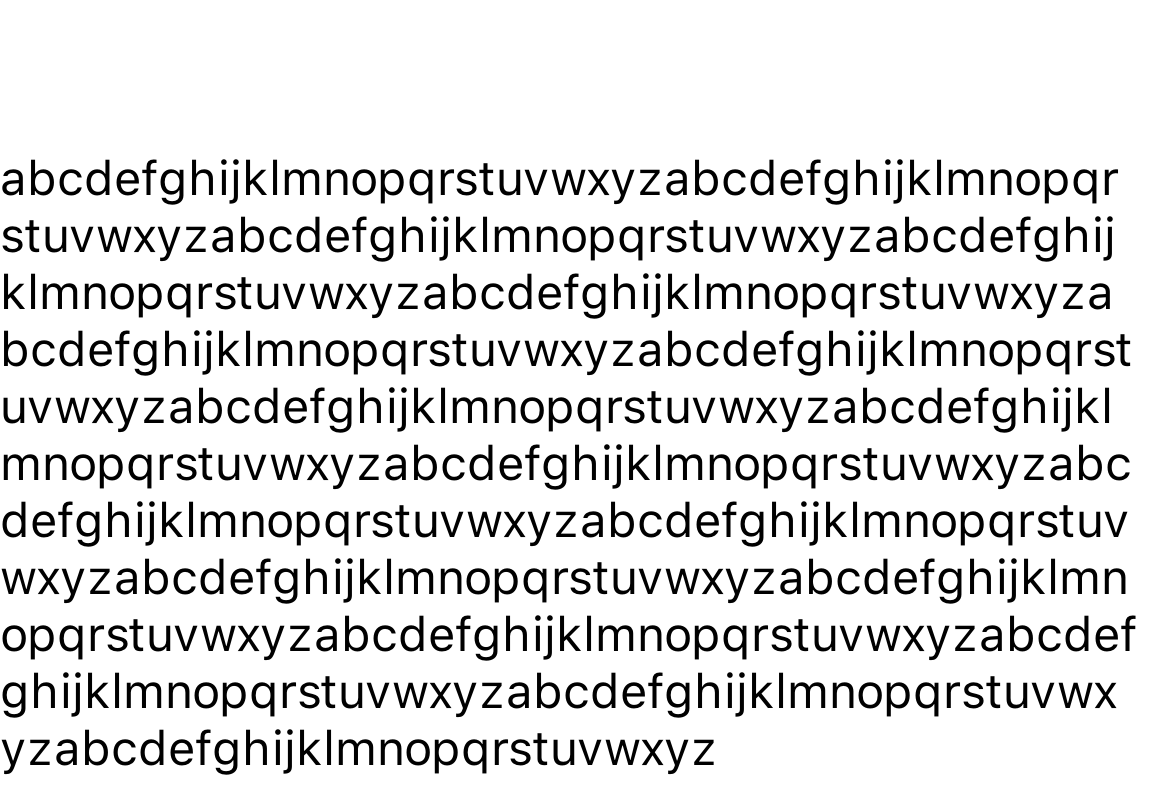 abcdefghijklmnopqrstuvwxyzabcdefghijklmnopqr
stuvwxyzabcdefghijklmnopqrstuvwxyzabcdefghij
klmnopqrstuvwxyzabcdefghijklmnopqrstuvwxyza
bcdefghijklmnopqrstuvwxyzabcdefghijklmnopqrst
uvwxyzabcdefghijklmnopqrstuvwxyzabcdefghijkl
mnopqrstuvwxyzabcdefghijklmnopqrstuvwxyzabc
defghijklmnopqrstuvwxyzabcdefghijklmnopqrstuv
wxyzabcdefghijklmnopqrstuvwxyzabcdefghijklmn
opqrstuvwxyzabcdefghijklmnopqrstuvwxyzabcdef
ghijklmnopqrstuvwxyzabcdefghijklmnopqrstuvwx
yzabcdefghijklmnopqrstuvwxyz